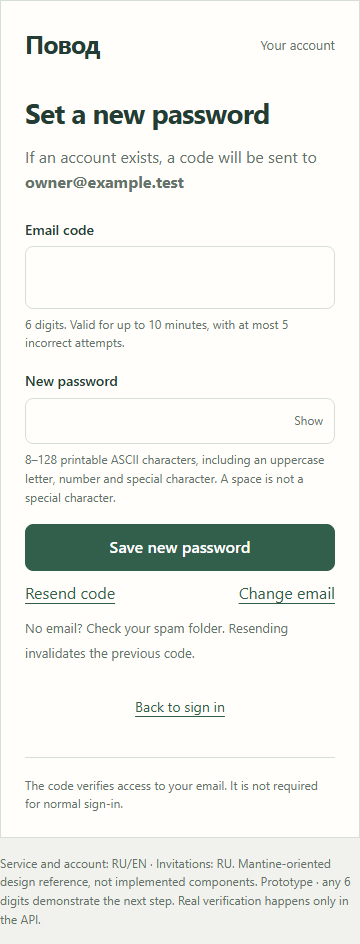 Повод
Your account
Set a new password
If an account exists, a code will be sent to
owner@example.test
Email code
6 digits. Valid for up to 10 minutes, with at most 5
incorrect attempts.
New password
Show
8–128 printable ASCII characters, including an uppercase
letter, number and special character. A space is not a
special character.
Save new password
Resend code
Change email
No email? Check your spam folder. Resending
invalidates the previous code.
Back to sign in
The code verifies access to your email. It is not required
for normal sign-in.
Service and account: RU/EN · Invitations: RU. Mantine-oriented
design reference, not implemented components. Prototype · any 6
digits demonstrate the next step. Real verification happens only in
the API.